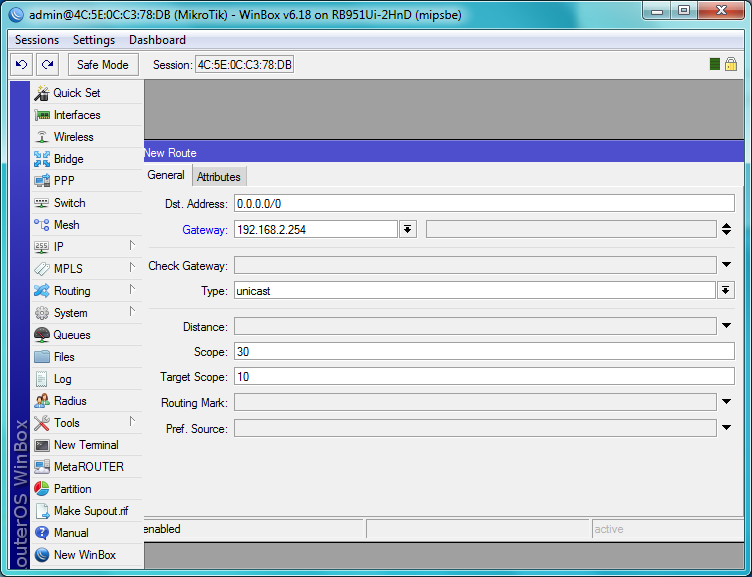 admin@4C:5E:0C:C3:78:DB (MikroTik) - WinBox v6.18 on RB951Ui-2HnD (mipsbe)
Sessions Settings Dashboard
Safe Mode Session: 4C:5E:0C:C3:78:DB
Quick Set
Interfaces
Wireless
Bridge
PPP
Switch
Mesh
IP
MPLS
Routing
System
Queues
Files
Log
Radius
Tools
New Terminal
MetaROUTER
Partition
Make Supout.rif
Manual
New WinBox
outerOS WinBox
New Route
General Attributes
Dst. Address: 0.0.0.0/0
Gateway: 192.168.2.254
Check Gateway:
Type: unicast
Distance:
Scope: 30
Target Scope: 10
Routing Mark:
Pref. Source:
enabled active